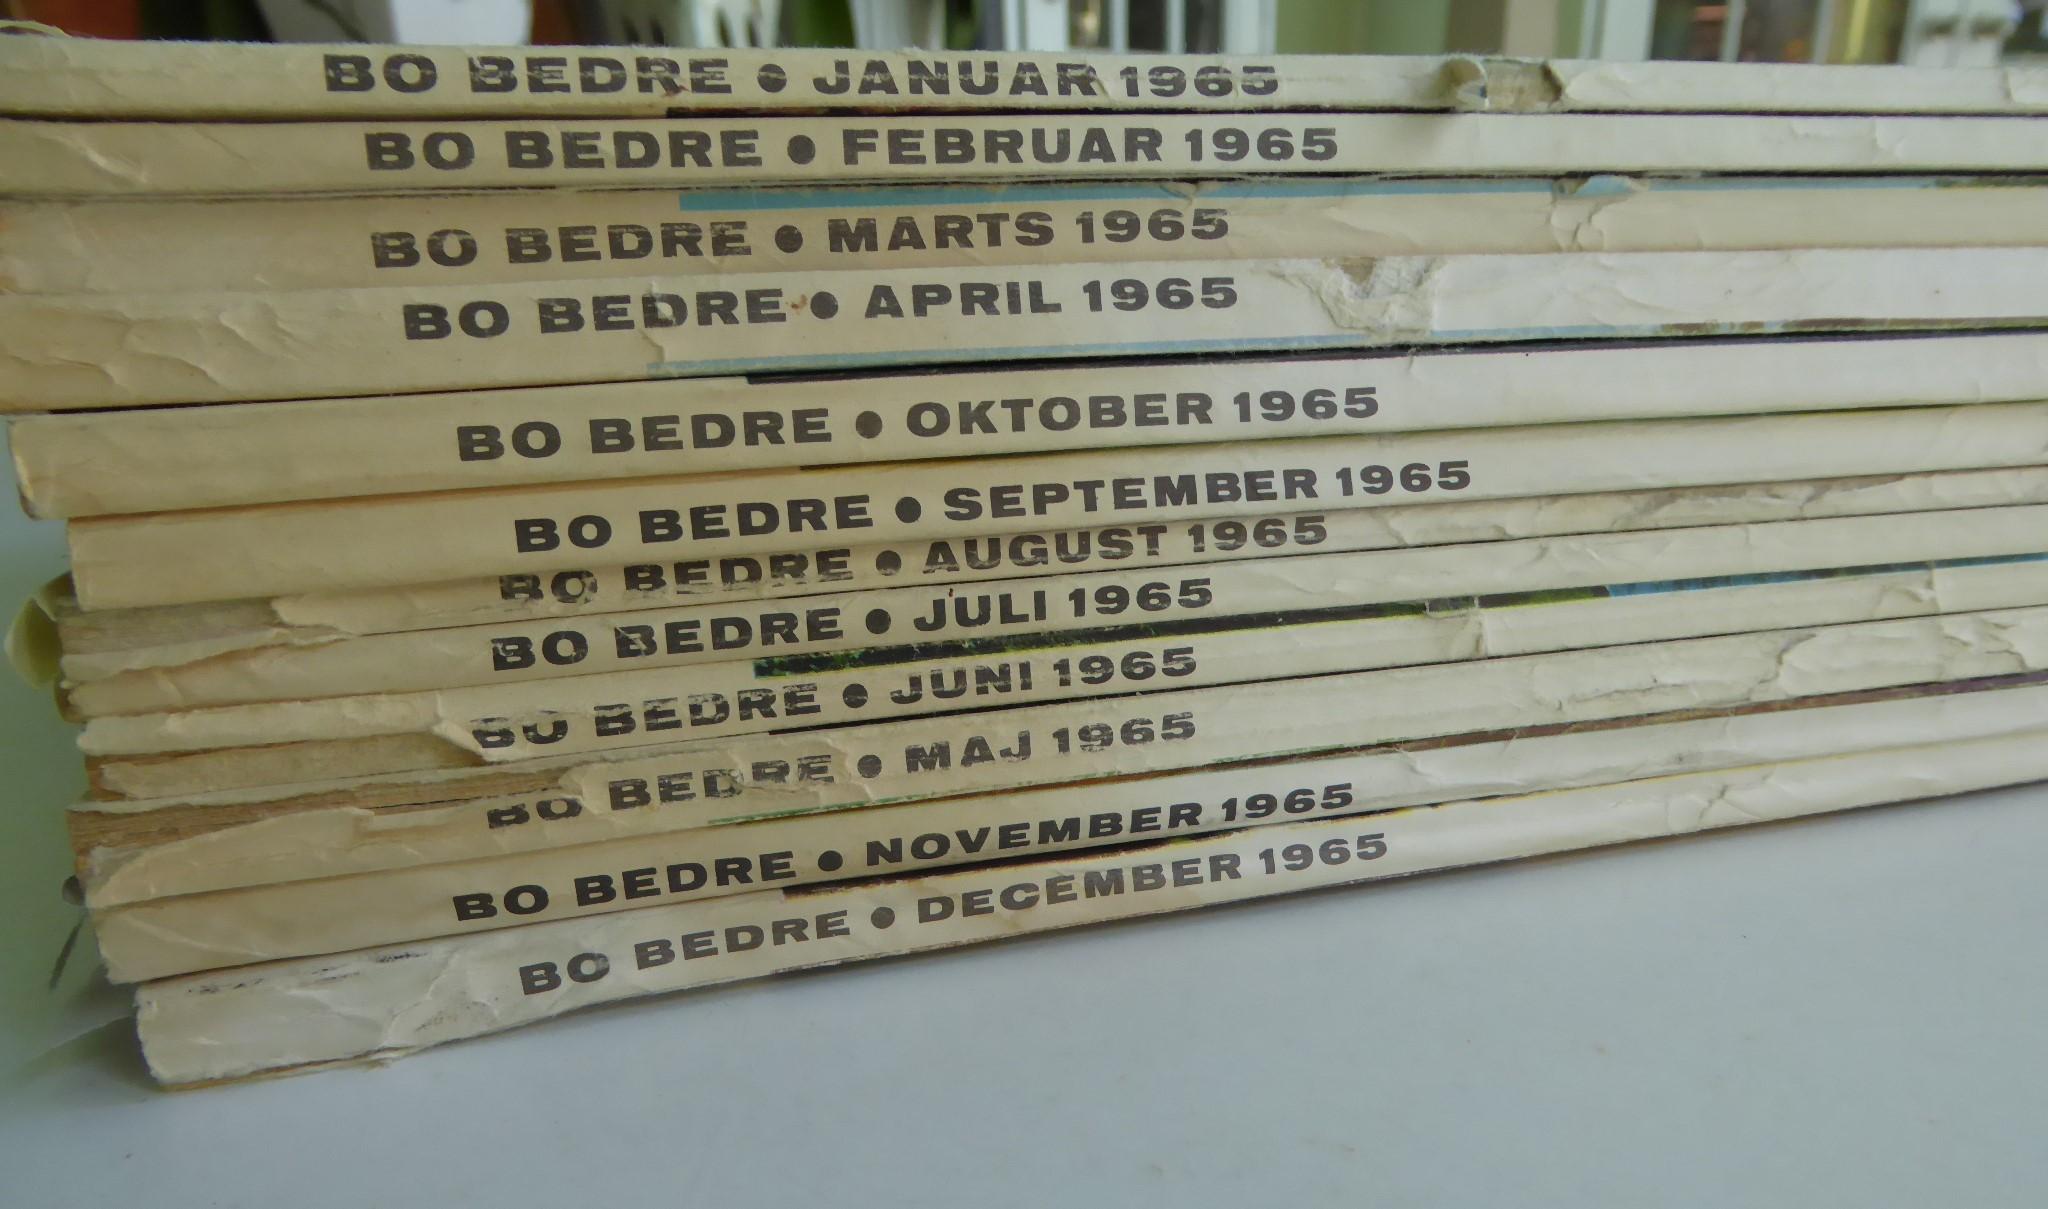 BO BEDRE • JANUAR 1965
BO BEDRE • FEBRUAR 1965
BO BEDRE • MARTS 1965
BO BEDRE • APRIL 1965
BO BEDRE • OKTOBER 1965
BO BEDRE • SEPTEMBER 1965
BO BEDRE • AUGUST 1965
BO BEDRE • JULI 1965
BO BEDRE • JUNI 1965
BO BEDRE • MAJ 1965
BO BEDRE • NOVEMBER 1965
BO BEDRE • DECEMBER 1965